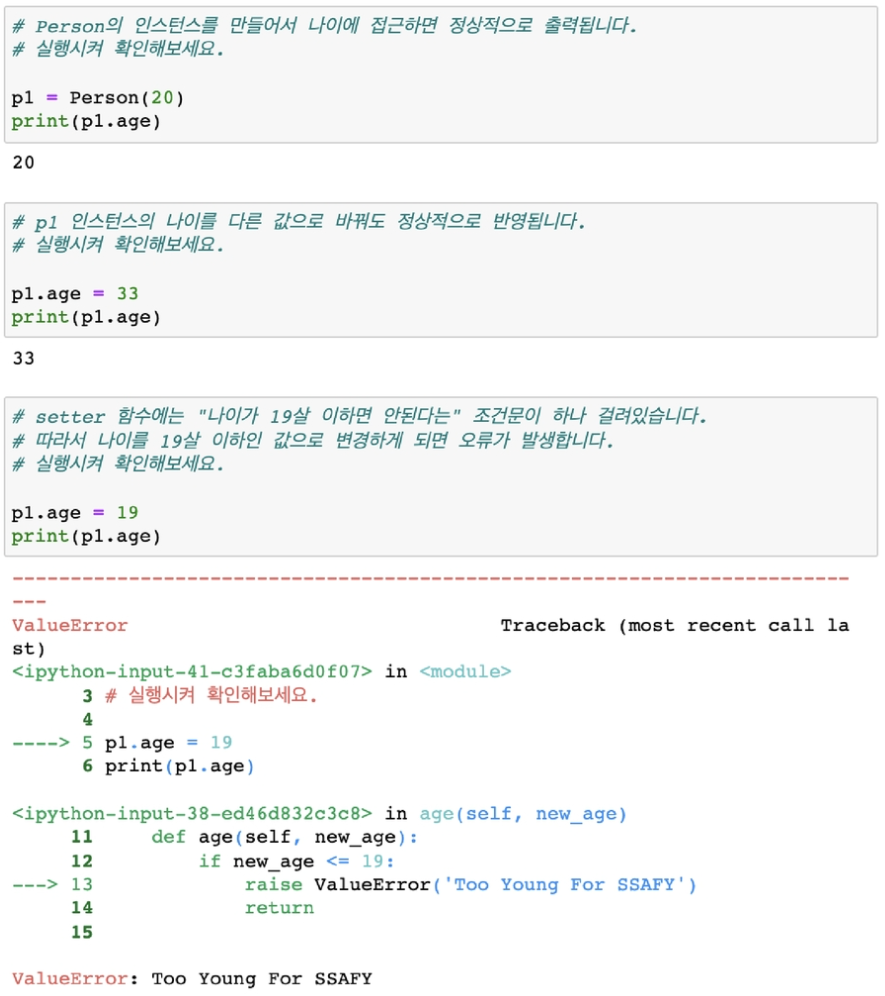 # Person의 인스턴스를 만들어서 나이에 접근하면 정상적으로 출력됩니다.
# 실행시켜 확인해보세요.
p1 = Person(20)
print(p1.age)
20
# p1 인스턴스의 나이를 다른 값으로 바꿔도 정상적으로 반영됩니다.
# 실행시켜 확인해보세요.
p1.age = 33
print(p1.age)
33
# setter 함수에는 "나이가 19살 이하면 안된다는" 조건문이 하나 걸려있습니다.
# 따라서 나이를 19살 이하인 값으로 변경하게 되면 오류가 발생합니다.
# 실행시켜 확인해보세요.
p1.age = 19
print(p1.age)
------------------------------------------------------------------------
---
ValueError                                Traceback (most recent call la
st)
<ipython-input-41-c3faba6d0f07> in <module>
      3 # 실행시켜 확인해보세요.
      4
----> 5 p1.age = 19
      6 print(p1.age)
<ipython-input-38-ed46d832c3c8> in age(self, new_age)
     11     def age(self, new_age):
     12         if new_age <= 19:
---> 13             raise ValueError('Too Young For SSAFY')
     14             return
     15
ValueError: Too Young For SSAFY